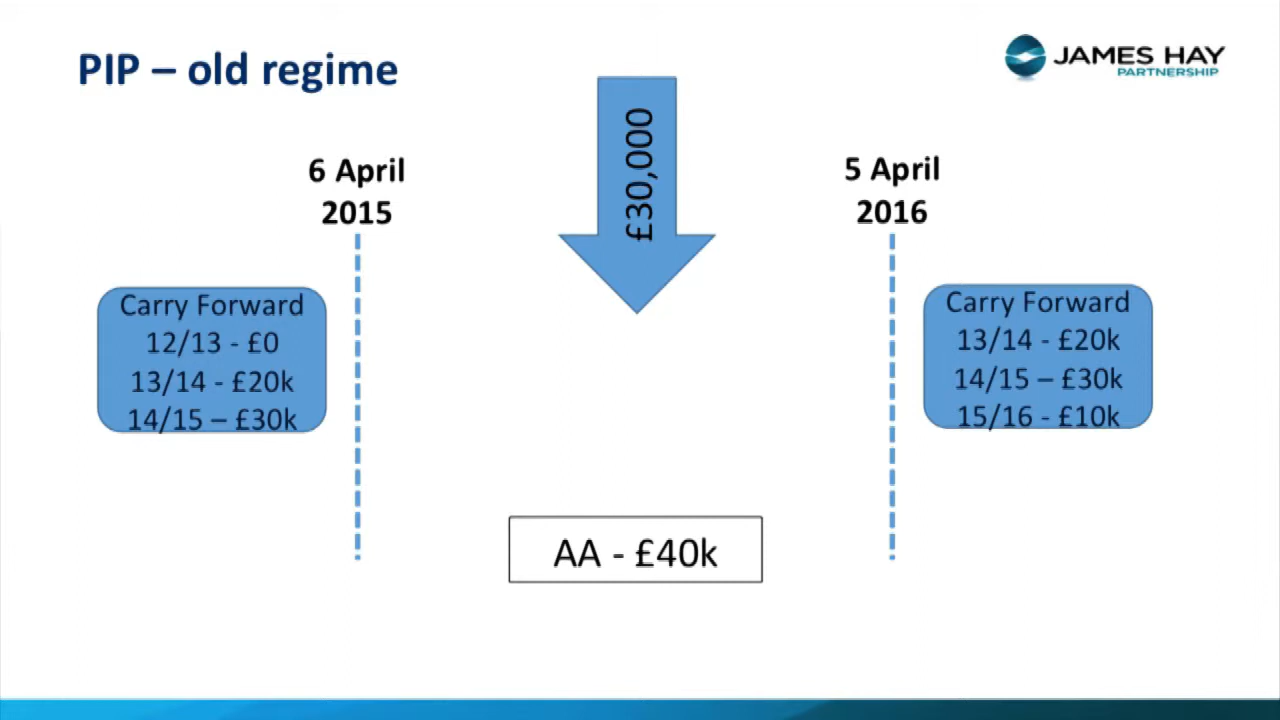 PIP – old regime
JAMES HAY
PARTNERSHIP
£30,000
6 April
2015
5 April
2016
Carry Forward
12/13 - £0
13/14 - £20k
14/15 – £30k
Carry Forward
13/14 - £20k
14/15 – £30k
15/16 - £10k
AA - £40k